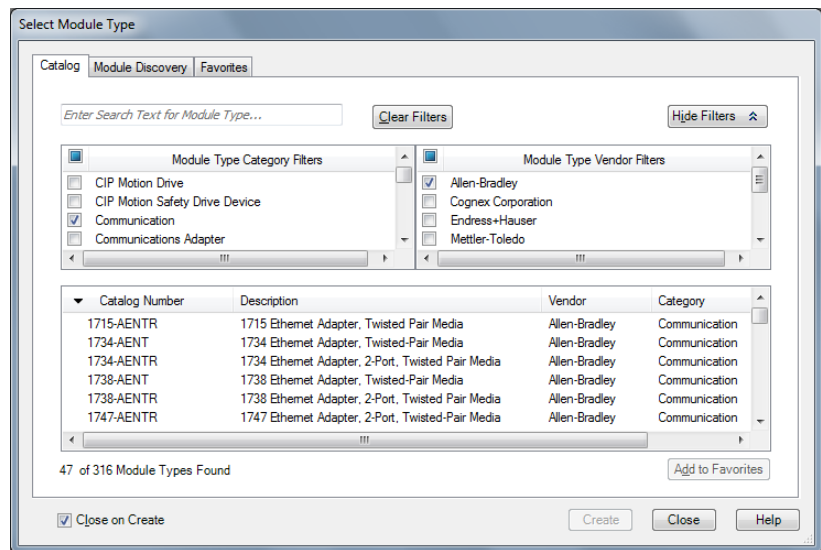 Select Module Type
Catalog Module Discovery Favorites
Enter Search Text for Module Type... Clear Filters Hide Filters
Module Type Category Filters
CIP Motion Drive
CIP Motion Safety Drive Device
Communication
Communications Adapter
Module Type Vendor Filters
Allen-Bradley
Cognex Corporation
Endress+Hauser
Mettler-Toledo
Catalog Number Description Vendor Category
1715-AENTR 1715 Ethernet Adapter, Twisted Pair Media Allen-Bradley Communication
1734-AENT 1734 Ethernet Adapter, Twisted-Pair Media Allen-Bradley Communication
1734-AENTR 1734 Ethernet Adapter, 2-Port, Twisted Pair Media Allen-Bradley Communication
1738-AENT 1738 Ethernet Adapter, Twisted-Pair Media Allen-Bradley Communication
1738-AENTR 1738 Ethernet Adapter, 2-Port, Twisted-Pair Media Allen-Bradley Communication
1747-AENTR 1747 Ethernet Adapter, 2-Port, Twisted-Pair Media Allen-Bradley Communication
47 of 316 Module Types Found Add to Favorites
Close on Create Create Close Help